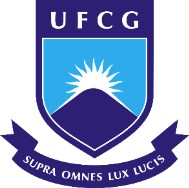 UFCG
SUPRA OMNES LUX LUCIS